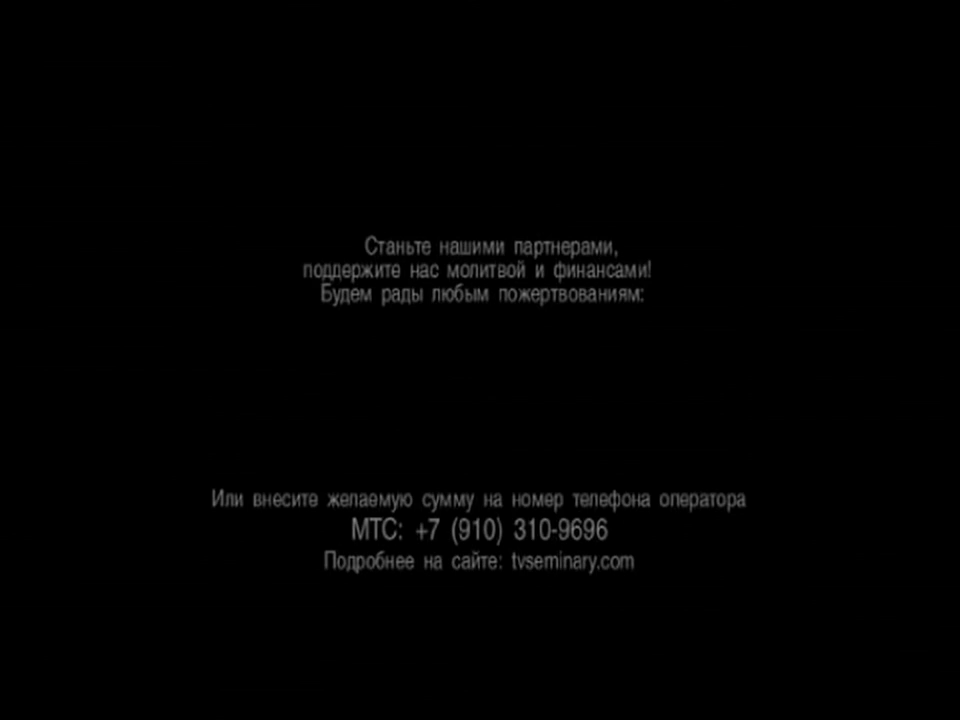 Станьте нашими партнерами,
поддержите нас молитвой и финансами!
Будем рады любым пожертвованиям:
Или внесите желаемую сумму на номер телефона оператора
МТС: +7 (910) 310-9696
Подробнее на сайте: tvseminary.com